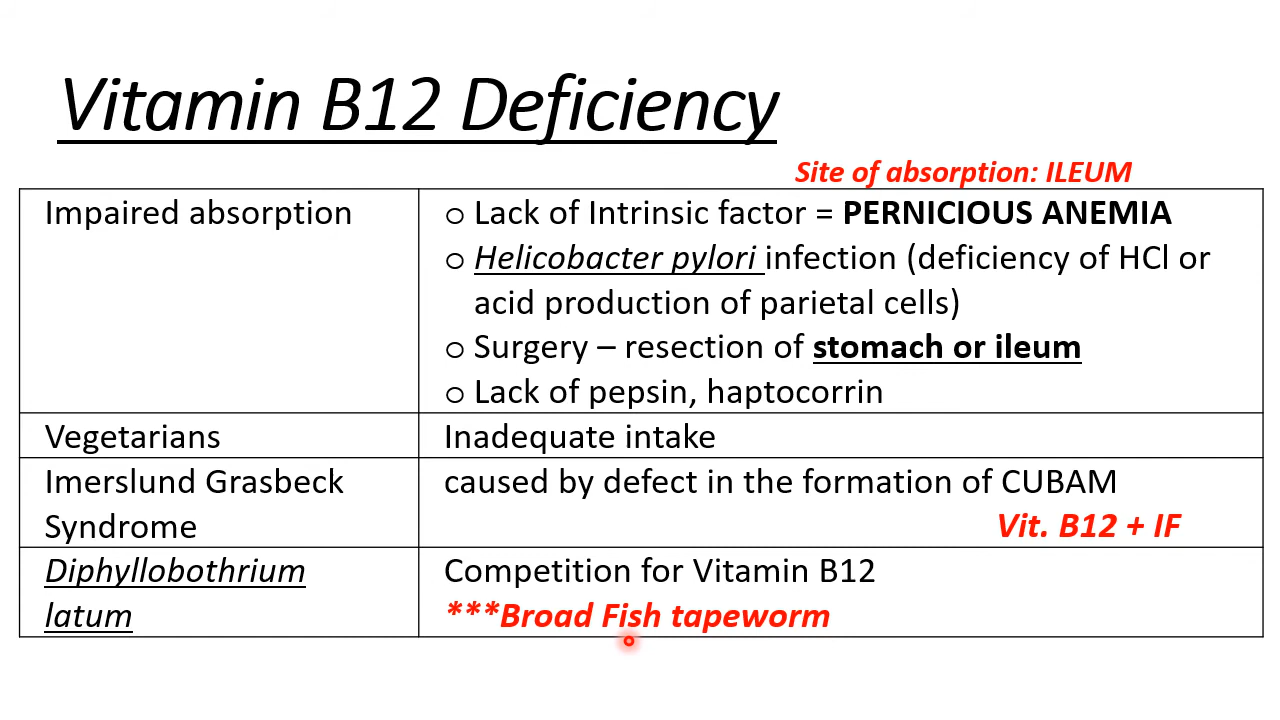 Vitamin B12 Deficiency
Site of absorption: ILEUM
Impaired absorption
o Lack of Intrinsic factor = PERNICIOUS ANEMIA
o Helicobacter pylori infection (deficiency of HCl or
acid production of parietal cells)
o Surgery – resection of stomach or ileum
o Lack of pepsin, haptocorrin
Vegetarians
Inadequate intake
Imerslund Grasbeck
Syndrome
caused by defect in the formation of CUBAM
Vit. B12 + IF
Diphyllobothrium
latum
Competition for Vitamin B12
***Broad Fish tapeworm